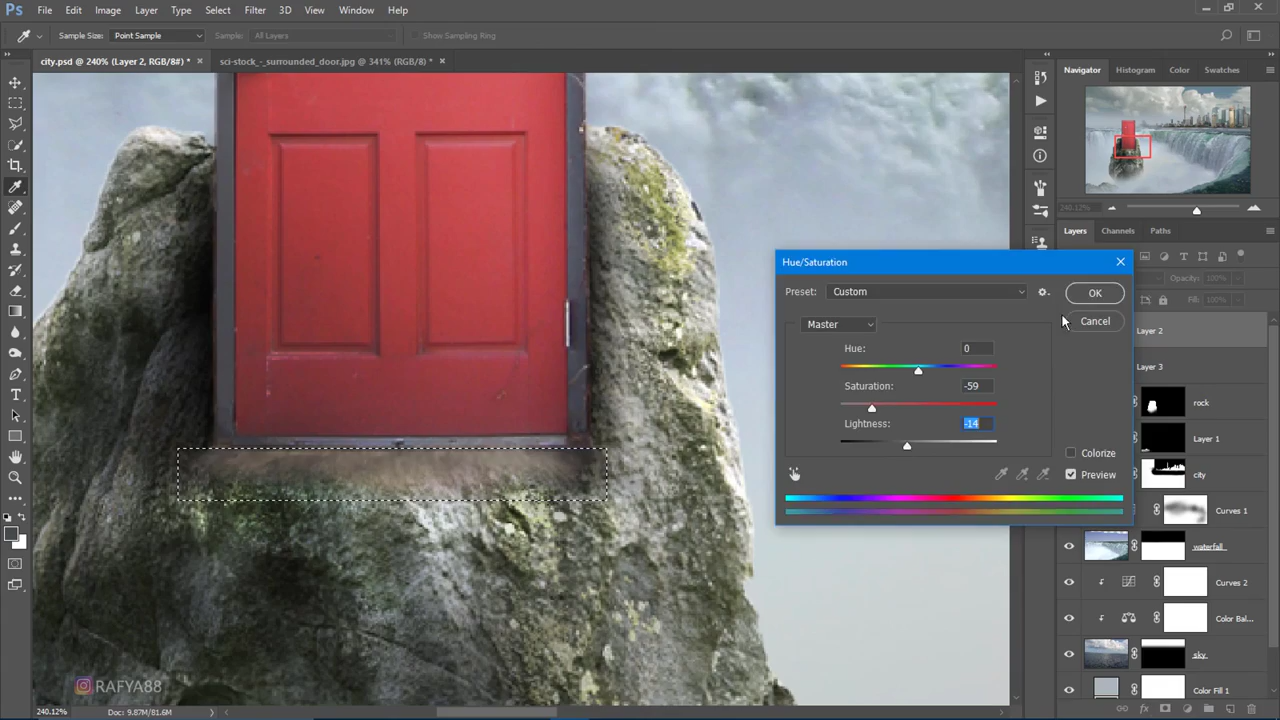 Ps File Edit Image Layer Type Select Filter 3D View Window Help
Sample Size: Point Sample Sample: All Layers Show Sampling Ring
city.psd @ 240% (Layer 2, RGB/8#) * × sci-stock_-_surrounded_door.jpg @ 341% (RGB/8) * ×
Navigator Histogram Color Swatches
240.12%
Layers Channels Paths
Opacity: 100%
Fill: 100%
Layer 2
Layer 3
rock
Layer 1
city
Curves 1
waterfall
Curves 2
Color Bal...
sky
Color Fill 1
Hue/Saturation
Preset: Custom OK
Cancel
Master
Hue: 0
Saturation: -59
Lightness: -14
Colorize
Preview
RAFYA88
240.12% Doc: 9.87M/81.6M